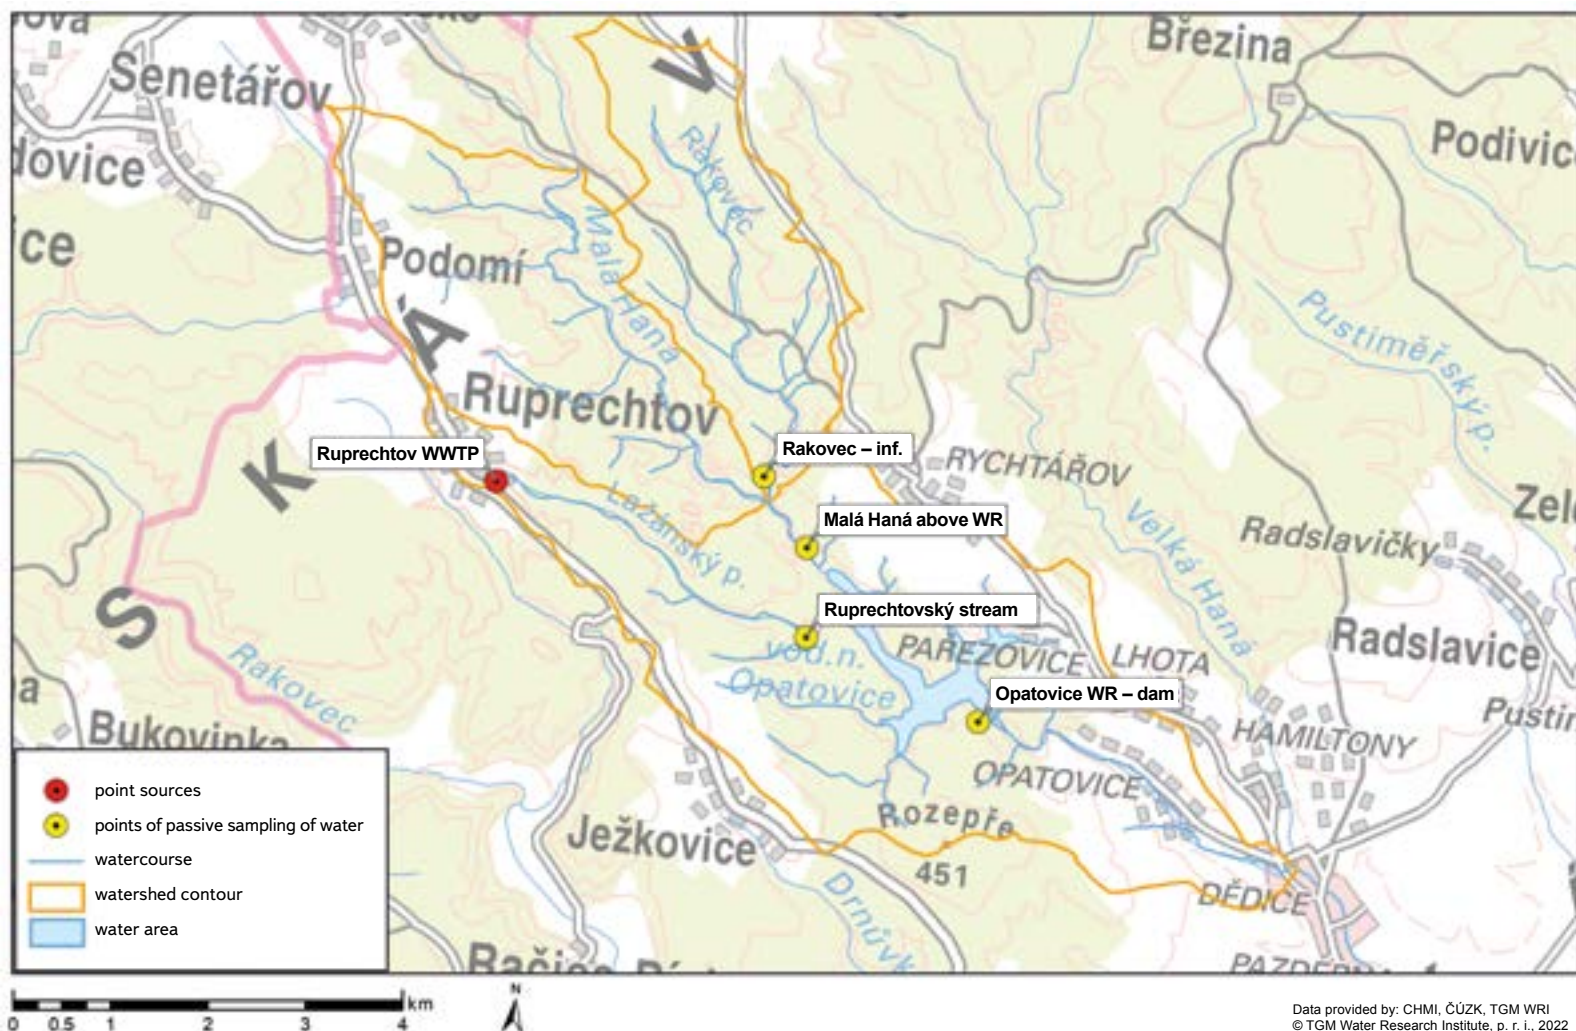 Senetářov
Březina
Podivic
dovice
ice
Rakovec
V
Podomí
Malá Haná
Á
Pustiměřský p.
Ruprechtov
Ruprechtov WWTP
Rakovec – inf.
K
RYCHTÁŘOV
Malá Haná above WR
Velká Haná
Radslavičky
Lažánský p.
S
Ruprechtovský stream
Rakovec
vod.n.
Opatovice
PAŘEZOVICE
LHOTA
Radslavice
Opatovice WR – dam
Bukovinka
HAMILTONY
OPATOVICE
Rozepře
Ježkovice
451
DĚDICE
point sources
points of passive sampling of water
watercourse
watershed contour
water area
km
0 0.5 1 2 3 4
N
Data provided by: CHMI, ČÚZK, TGM WRI
© TGM Water Research Institute, p. r. i., 2022